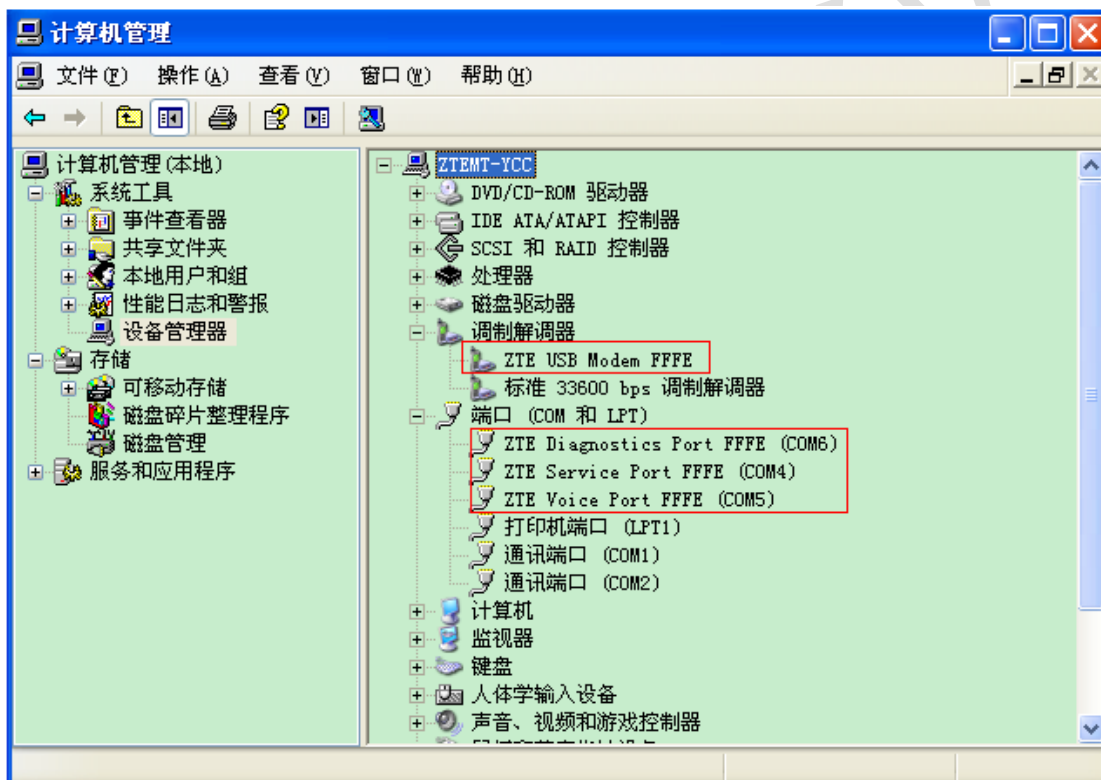 计算机管理
文件(F) 操作(A) 查看(V) 窗口(W) 帮助(H)
计算机管理(本地)
系统工具
事件查看器
共享文件夹
本地用户和组
性能日志和警报
设备管理器
存储
可移动存储
磁盘碎片整理程序
磁盘管理
服务和应用程序
ZTEMT-YCC
DVD/CD-ROM 驱动器
IDE ATA/ATAPI 控制器
SCSI 和 RAID 控制器
处理器
磁盘驱动器
调制解调器
ZTE USB Modem FFFE
标准 33600 bps 调制解调器
端口 (COM 和 LPT)
ZTE Diagnostics Port FFFE (COM6)
ZTE Service Port FFFE (COM4)
ZTE Voice Port FFFE (COM5)
打印机端口 (LPT1)
通讯端口 (COM1)
通讯端口 (COM2)
计算机
监视器
键盘
人体学输入设备
声音、视频和游戏控制器